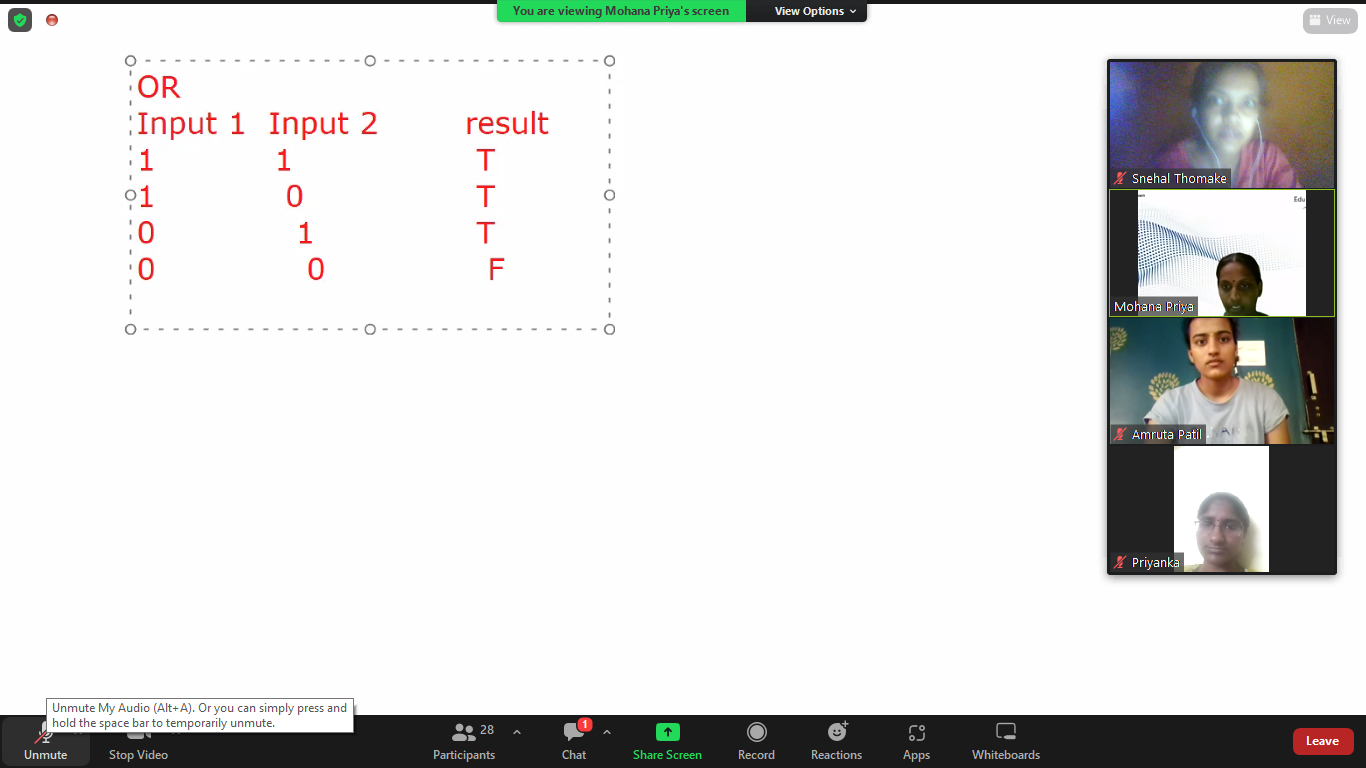 You are viewing Mohana Priya's screen
View Options
View
OR
Input 1 Input 2 result
1 1 T
1 0 T
0 1 T
0 0 F
Snehal Thomake
Edu
Mohana Priya
Amruta Patil
Priyanka
Unmute My Audio (Alt+A). Or you can simply press and
hold the space bar to temporarily unmute.
Unmute
Stop Video
Participants 28
Chat 1
Share Screen
Record
Reactions
Apps
Whiteboards
Leave